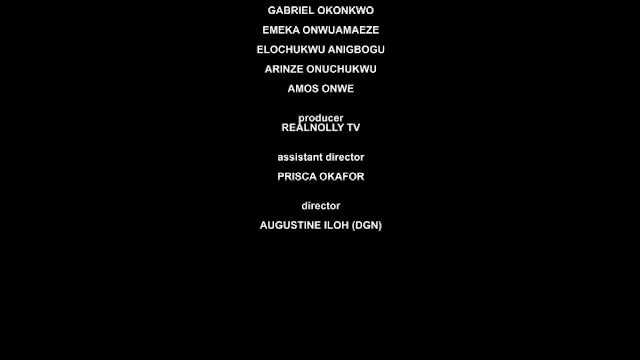 GABRIEL OKONKWO
EMEKA ONWUAMAEZE
ELOCHUKWU ANIGBOGU
ARINZE ONUCHUKWU
AMOS ONWE
producer
REALNOLLY TV
assistant director
PRISCA OKAFOR
director
AUGUSTINE ILOH (DGN)